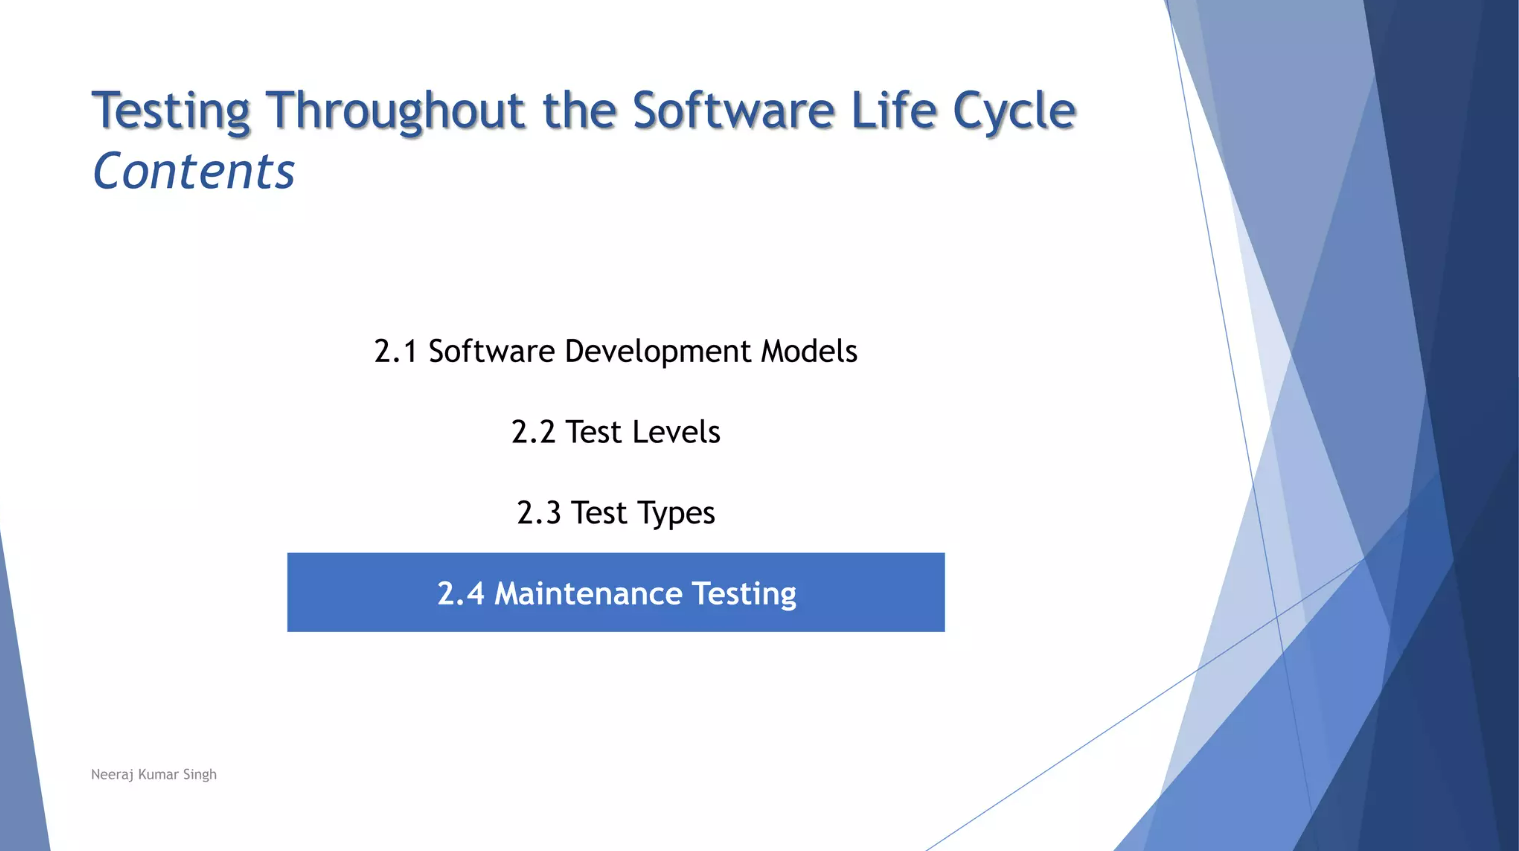 Testing Throughout the Software Life Cycle
Contents
2.1 Software Development Models
2.2 Test Levels
2.3 Test Types
2.4 Maintenance Testing
Neeraj Kumar Singh